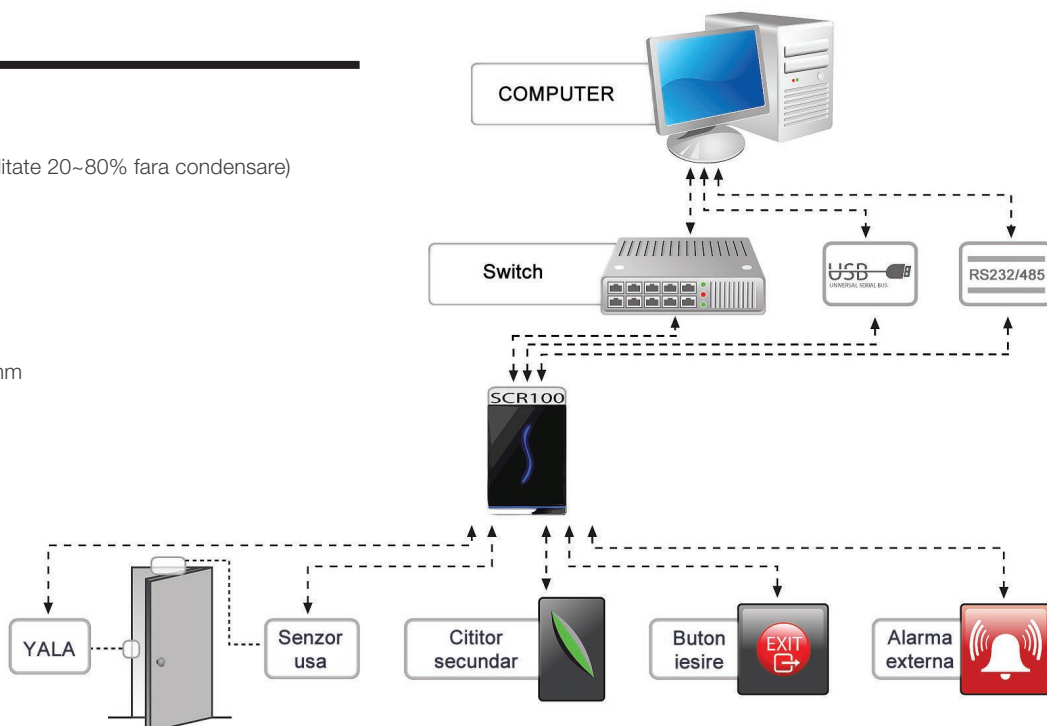 COMPUTER
itate 20~80% fara condensare)
Switch
USB
UNIVERSAL SERIAL BUS
RS232/485
mm
SCR100
YALA
Senzor
usa
Cititor
secundar
Buton
iesire
EXIT
Alarma
externa